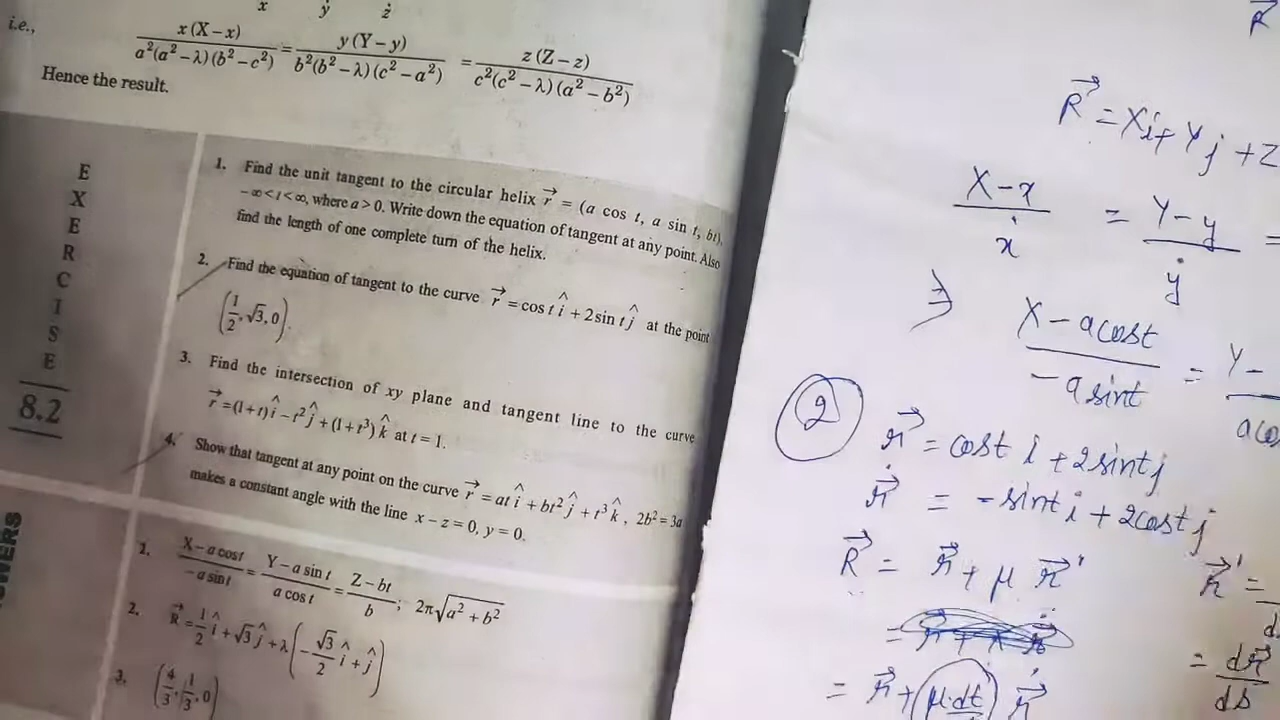 x ẏ ż
i.e., x(X – x) / a²(a² – λ)(b² – c²) = y(Y – y) / b²(b² – λ)(c² – a²) = z(Z – z) / c²(c² – λ)(a² – b²)
Hence the result.
EXERCISE
8.2
1. Find the unit tangent to the circular helix r⃗ = (a cos t, a sin t, bt),
– ∞ < t < ∞, where a > 0. Write down the equation of tangent at any point. Also
find the length of one complete turn of the helix.
2. Find the equation of tangent to the curve r⃗ = cos t î + 2 sin t ĵ at the point
(1/2, √3, 0).
3. Find the intersection of xy plane and tangent line to the curve
r⃗ = (1+t) î – t² ĵ + (1+t³) k̂ at t = 1.
4. Show that tangent at any point on the curve r⃗ = at î + bt² ĵ + t³ k̂, 2b² = 3a
makes a constant angle with the line x – z = 0, y = 0.
WERS
1. X – a cos t / – a sin t = Y – a sin t / a cos t = Z – bt / b; 2π√(a² + b²)
2. R⃗ = 1/2 î + √3 ĵ + λ(– √3/2 î + ĵ)
3. (4/3, 1/3, 0)
R⃗
R⃗ = Xi + Yj + Z
X – x / ẋ = Y – y / ẏ =
⇒ X – a cost / – a sint = Y – / a co
2 r⃗ = cost i + 2 sint j
ṙ = – sint i + 2cost j
R⃗ = r⃗ + μ r⃗'
r⃗' =
= dr⃗/ds
= r⃗ + μ·dt ṙ